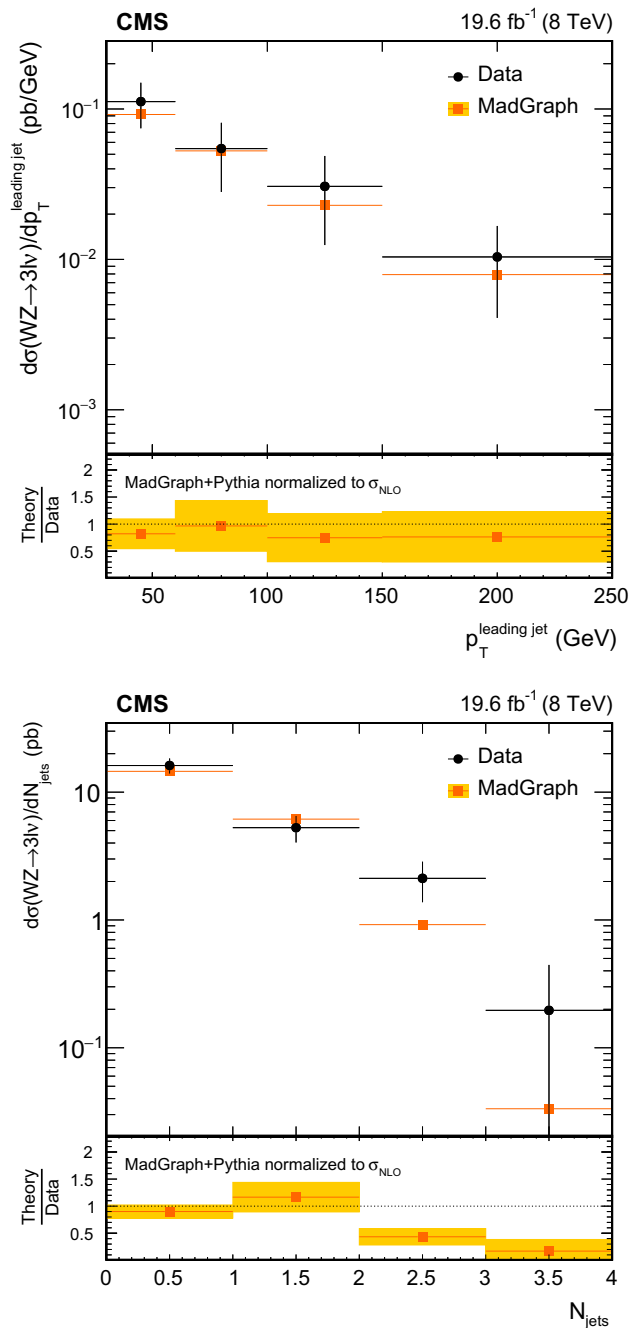 CMS 19.6 fb⁻¹ (8 TeV)
dσ(WZ→3lν)/dp_T^{leading jet} (pb/GeV)
Data
MadGraph
10⁻¹
10⁻²
10⁻³
Theory
Data
MadGraph+Pythia normalized to σ_NLO
2
1.5
1
0.5
50 100 150 200 250
p_T^{leading jet} (GeV)
CMS 19.6 fb⁻¹ (8 TeV)
dσ(WZ→3lν)/dN_jets (pb)
Data
MadGraph
10
1
10⁻¹
Theory
Data
MadGraph+Pythia normalized to σ_NLO
2
1.5
1
0.5
0 0.5 1 1.5 2 2.5 3 3.5 4
N_jets